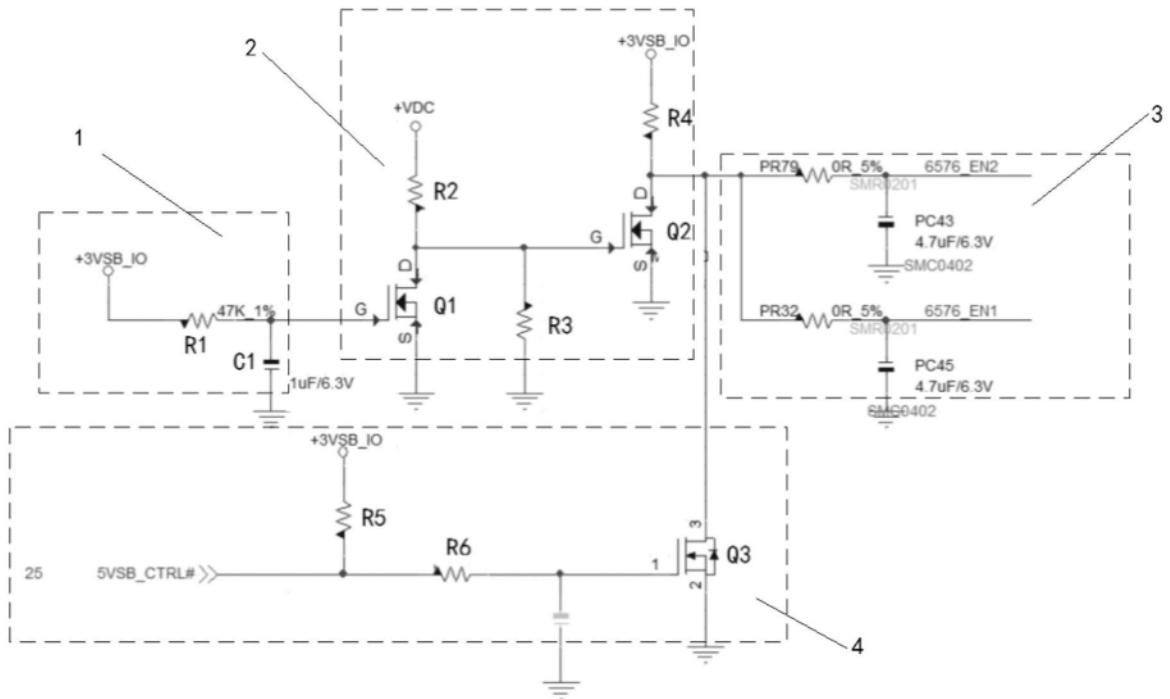 1
+3VSB_IO
47K_1%
R1
C1
1uF/6.3V
2
+VDC
R2
D
G
S
Q1
R3
+3VSB_IO
R4
D
G
S
Q2
3
PR79
0R_5%
6576_EN2
SMR0201
PC43
4.7uF/6.3V
SMC0402
PR32
0R_5%
6576_EN1
SMR0201
PC45
4.7uF/6.3V
SMC0402
+3VSB_IO
R5
25
5VSB_CTRL#
R6
1
3
2
Q3
4